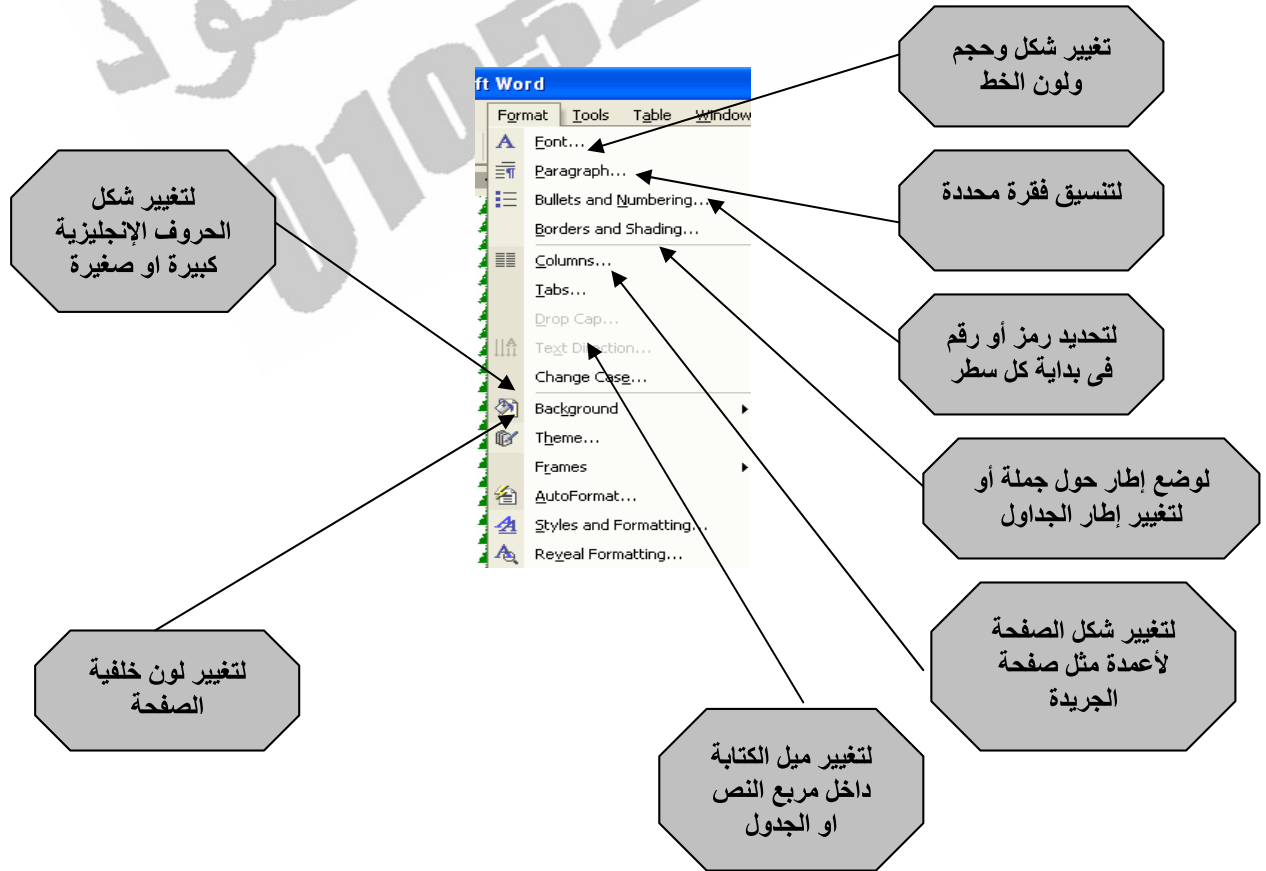 تغيير شكل وحجم
ولون الخط
ft Word
Format Tools Table Window
Font...
Paragraph...
Bullets and Numbering...
Borders and Shading...
Columns...
Tabs...
Drop Cap...
Text Direction...
Change Case...
Background
Theme...
Frames
AutoFormat...
Styles and Formatting...
Reveal Formatting...
لتنسيق فقرة محددة
لتغيير شكل
الحروف الإنجليزية
كبيرة او صغيرة
لتحديد رمز أو رقم
فى بداية كل سطر
لوضع إطار حول جملة أو
لتغيير إطار الجداول
لتغيير شكل الصفحة
لأعمدة مثل صفحة
الجريدة
لتغيير لون خلفية
الصفحة
لتغيير ميل الكتابة
داخل مربع النص
او الجدول